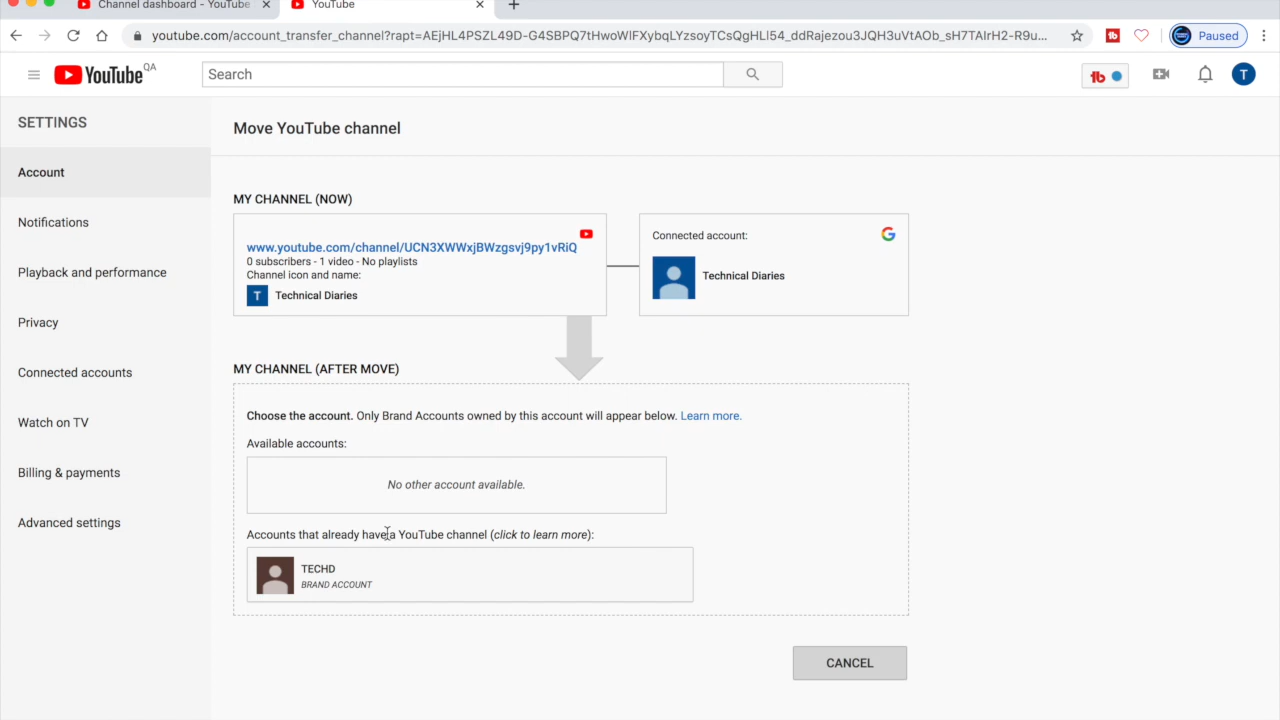 Channel dashboard - YouTube
YouTube
youtube.com/account_transfer_channel?rapt=AEjHL4PSZL49D-G4SBPQ7tHwoWlFXybqLYzsoyTCsQgHLl54_ddRajezou3JQH3uVtAOb_sH7TAIrH2-R9u...
Paused
YouTube QA
Search
T
SETTINGS
Account
Notifications
Playback and performance
Privacy
Connected accounts
Watch on TV
Billing & payments
Advanced settings
Move YouTube channel
MY CHANNEL (NOW)
www.youtube.com/channel/UCN3XWWxjBWzgsvj9py1vRiQ
0 subscribers - 1 video - No playlists
Channel icon and name:
T Technical Diaries
Connected account:
Technical Diaries
MY CHANNEL (AFTER MOVE)
Choose the account. Only Brand Accounts owned by this account will appear below. Learn more.
Available accounts:
No other account available.
Accounts that already have a YouTube channel (click to learn more):
TECHD
BRAND ACCOUNT
CANCEL